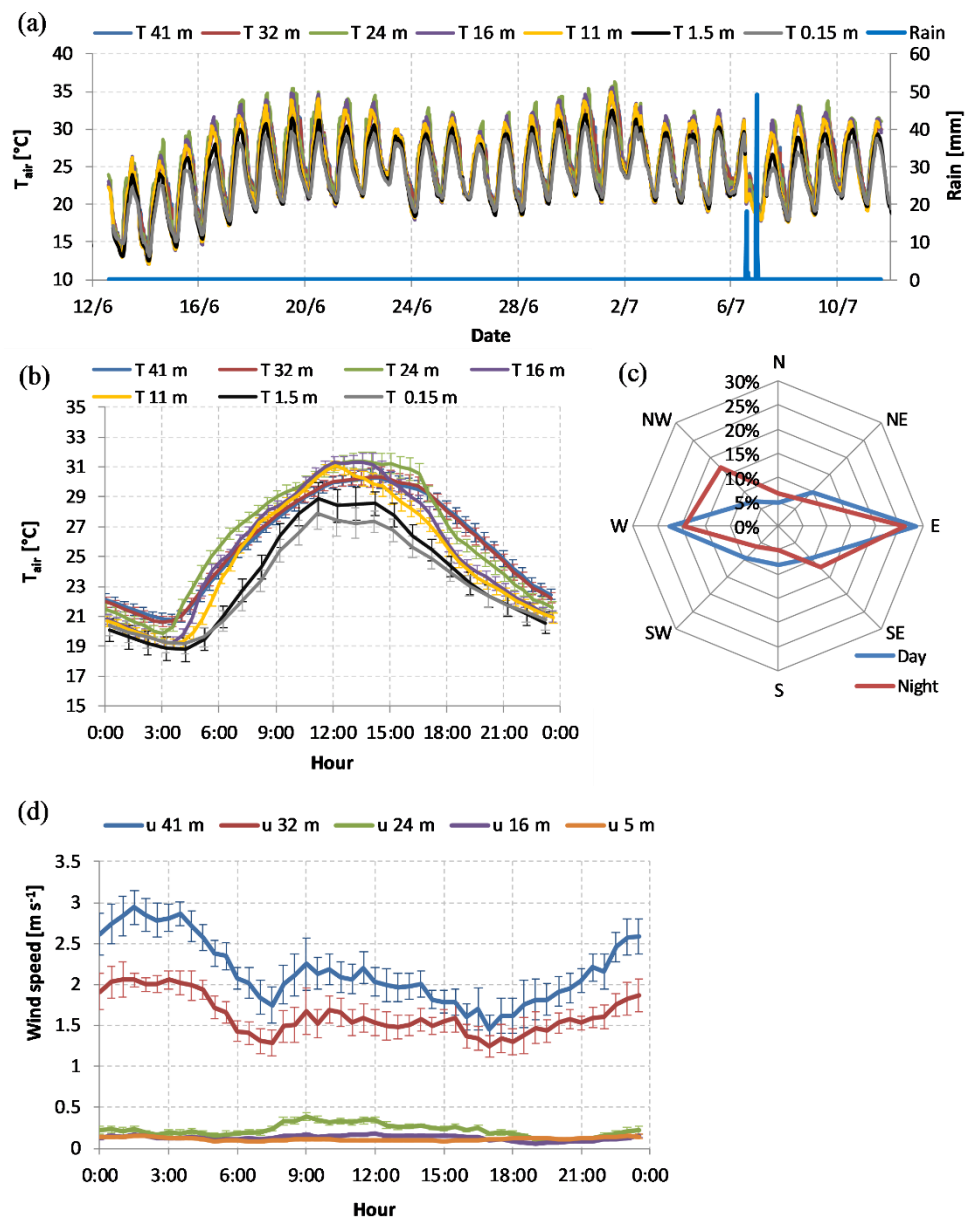 (a)
T 41 m T 32 m T 24 m T 16 m T 11 m T 1.5 m T 0.15 m Rain
40 60
35 50
30 40
25 30
20 20
15 10
10 0
Tair [°C]
Rain [mm]
12/6 16/6 20/6 24/6 28/6 2/7 6/7 10/7
Date
(b)
T 41 m T 32 m T 24 m T 16 m
T 11 m T 1.5 m T 0.15 m
35
33
31
29
27
25
23
21
19
17
15
Tair [°C]
0:00 3:00 6:00 9:00 12:00 15:00 18:00 21:00 0:00
Hour
(c)
N
30%
25%
20%
15%
10%
5%
0%
NW
NE
W
E
SW
SE
S
Day
Night
(d)
u 41 m u 32 m u 24 m u 16 m u 5 m
3.5
3
2.5
2
1.5
1
0.5
0
Wind speed [m s-1]
0:00 3:00 6:00 9:00 12:00 15:00 18:00 21:00 0:00
Hour